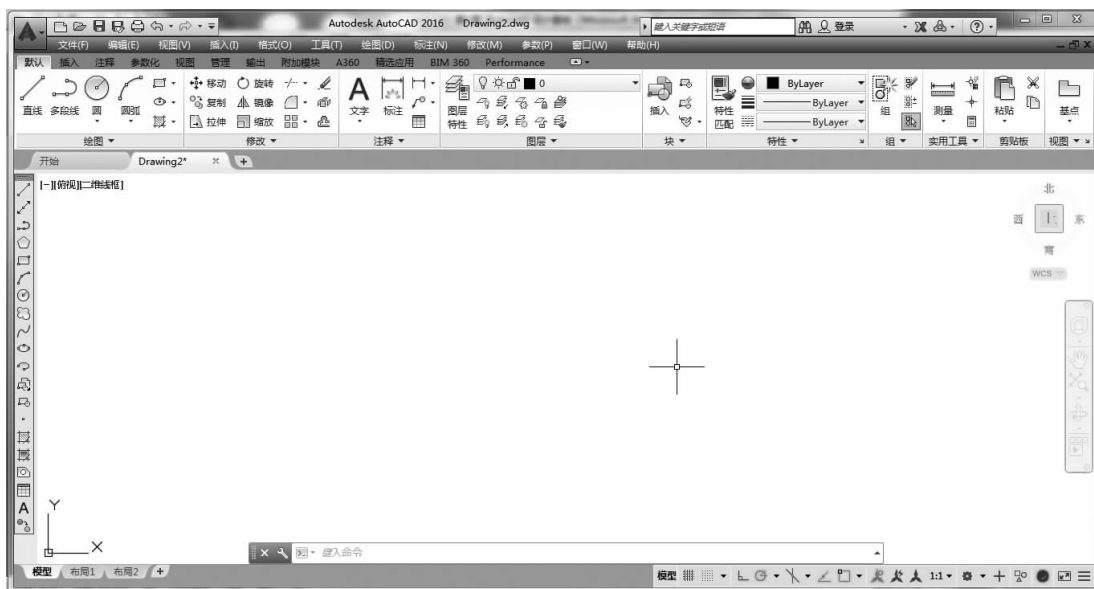 Autodesk AutoCAD 2016 Drawing2.dwg 键入关键字或短语 登录
文件(F) 编辑(E) 视图(V) 插入(I) 格式(O) 工具(T) 绘图(D) 标注(N) 修改(M) 参数(P) 窗口(W) 帮助(H)
默认 插入 注释 参数化 视图 管理 输出 附加模块 A360 精选应用 BIM 360 Performance
移动 旋转 0 ByLayer
直线 多段线 圆 圆弧 复制 镜像 文字 标注 图层特性 插入 特性匹配 ByLayer 组 测量 粘贴 基点
拉伸 缩放 ByLayer
绘图 修改 注释 图层 块 特性 组 实用工具 剪贴板 视图
开始 Drawing2*
[-][俯视][二维线框]
北
西 上 东
南
WCS
A
Y
X
键入命令
模型 布局1 布局2 + 模型 1:1